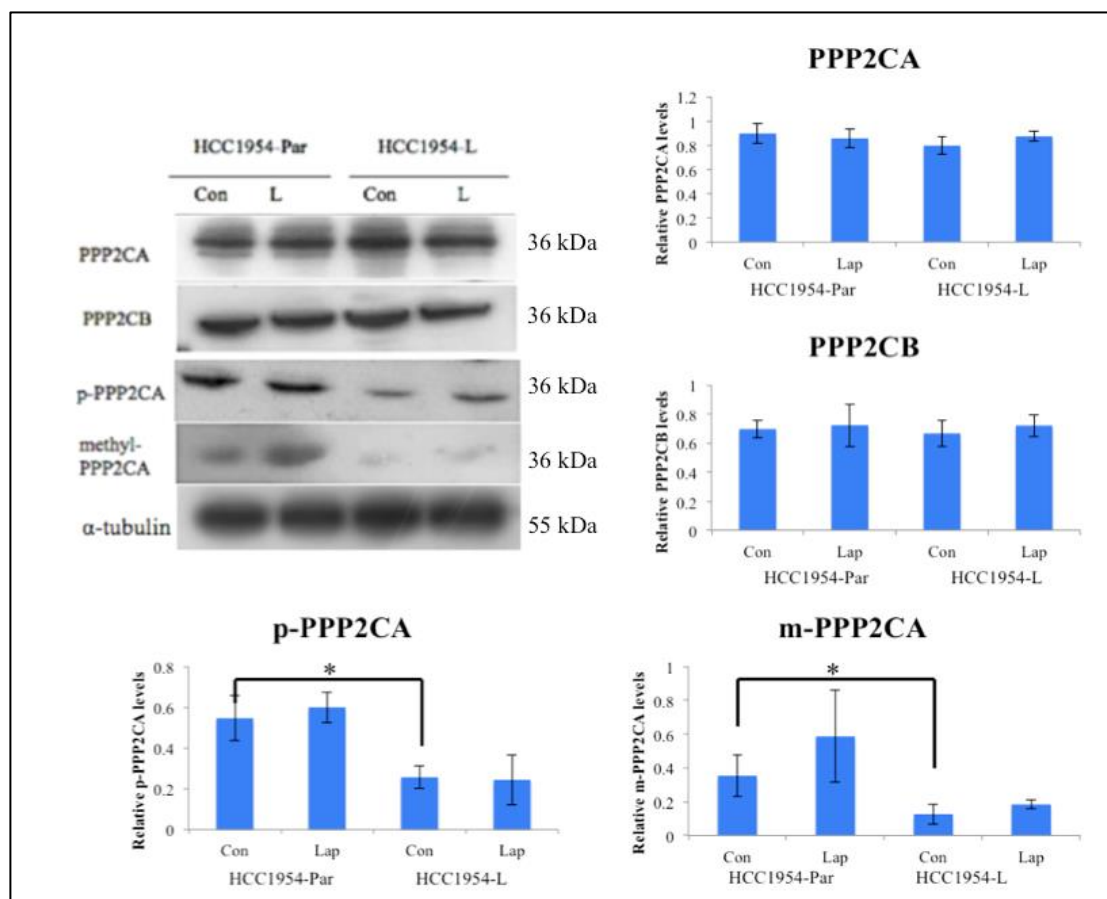 HCC1954-Par HCC1954-L
Con L Con L
PPP2CA 36 kDa
PPP2CB 36 kDa
p-PPP2CA 36 kDa
methyl-
PPP2CA 36 kDa
α-tubulin 55 kDa
PPP2CA
Relative PPP2CA levels
1.2
1
0.8
0.6
0.4
0.2
0
Con Lap Con Lap
HCC1954-Par HCC1954-L
PPP2CB
Relative PPP2CB levels
1
0.8
0.6
0.4
0.2
0
Con Lap Con Lap
HCC1954-Par HCC1954-L
p-PPP2CA
Relative p-PPP2CA levels
0.8
0.6
0.4
0.2
0
*
Con Lap Con Lap
HCC1954-Par HCC1954-L
m-PPP2CA
Relative m-PPP2CA levels
1
0.8
0.6
0.4
0.2
0
*
Con Lap Con Lap
HCC1954-Par HCC1954-L